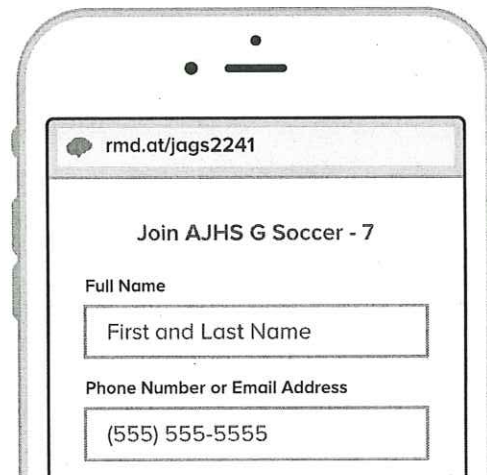 rmd.at/jags2241
Join AJHS G Soccer - 7
Full Name
First and Last Name
Phone Number or Email Address
(555) 555-5555